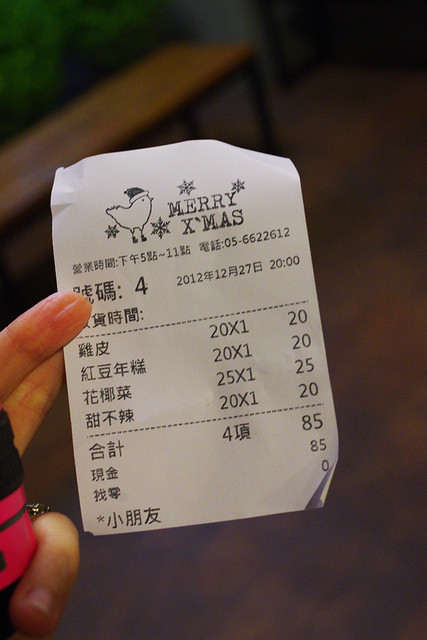 MERRY
X'MAS
營業時間:下午5點~11點 電話:05-6622612
號碼: 4 2012年12月27日 20:00
貨時間:
雞皮 20X1 20
紅豆年糕 20X1 20
花椰菜 25X1 25
甜不辣 20X1 20
合計 4項 85
現金 85
找零 0
*小朋友